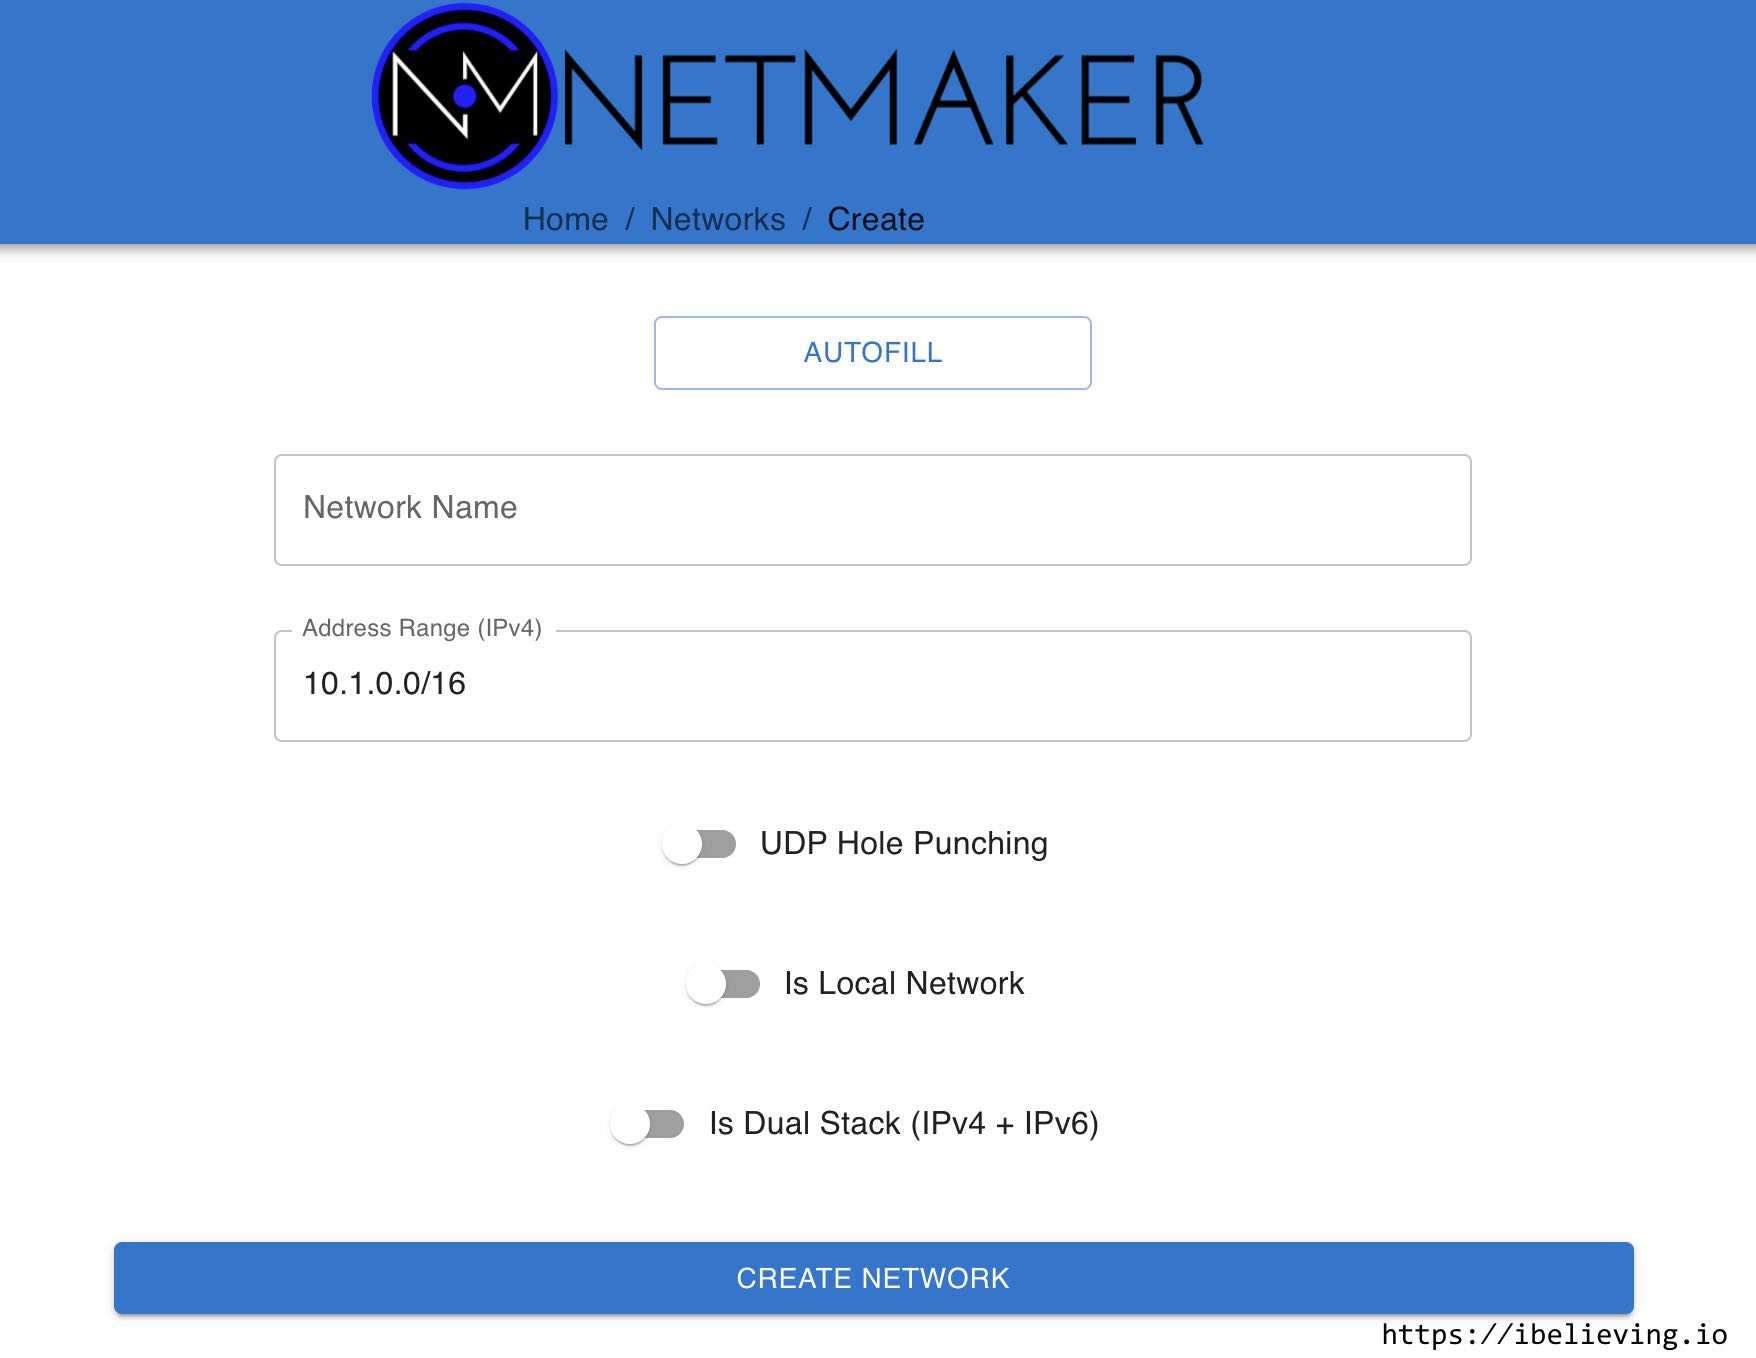 NM NETMAKER
Home / Networks / Create
AUTOFILL
Network Name
Address Range (IPv4)
10.1.0.0/16
UDP Hole Punching
Is Local Network
Is Dual Stack (IPv4 + IPv6)
CREATE NETWORK
https://ibelieving.io